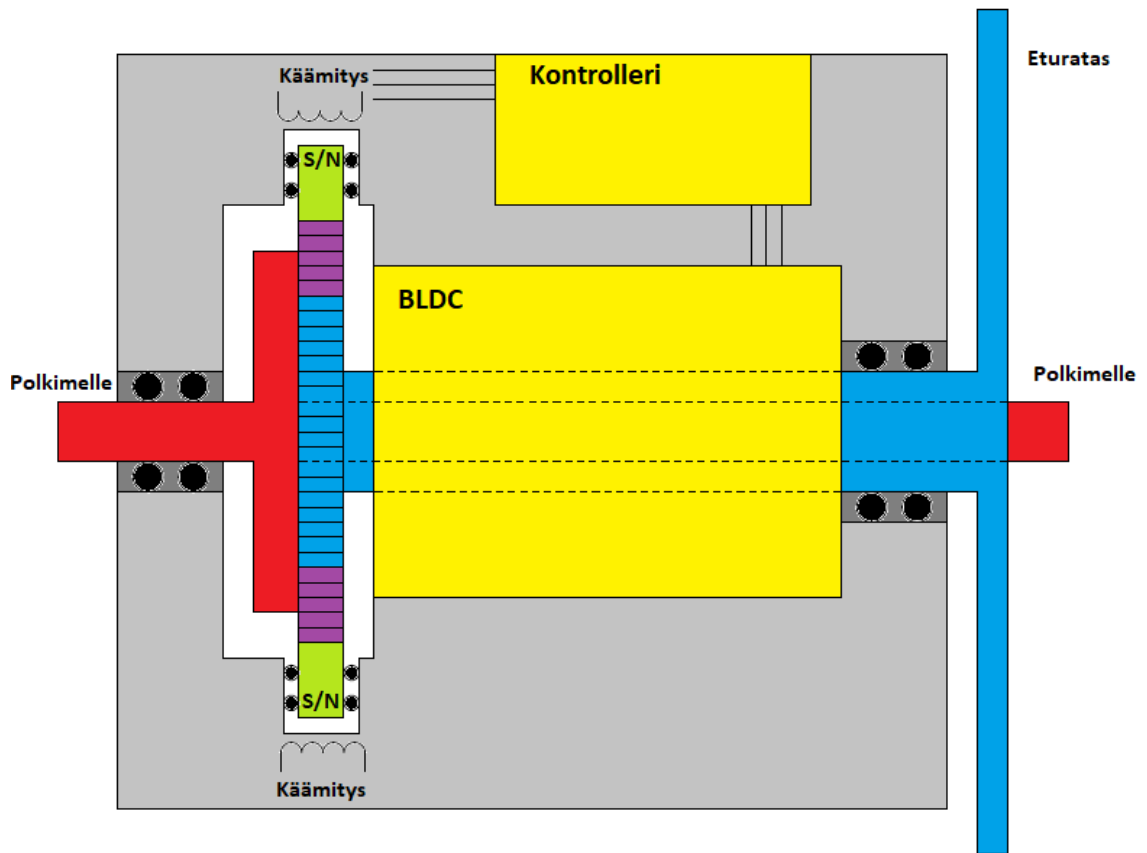 Eturatas
Käämitys
Kontrolleri
S/N
BLDC
Polkimelle
Polkimelle
S/N
Käämitys